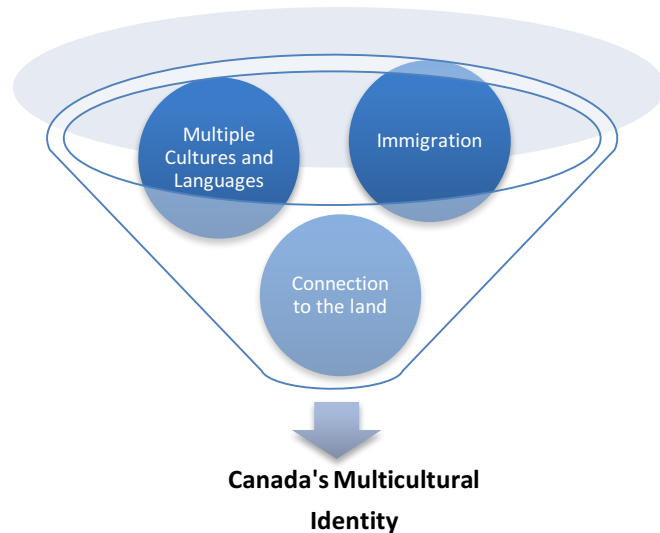 Multiple
Cultures and
Languages
Immigration
Connection
to the land
Canada's Multicultural
Identity